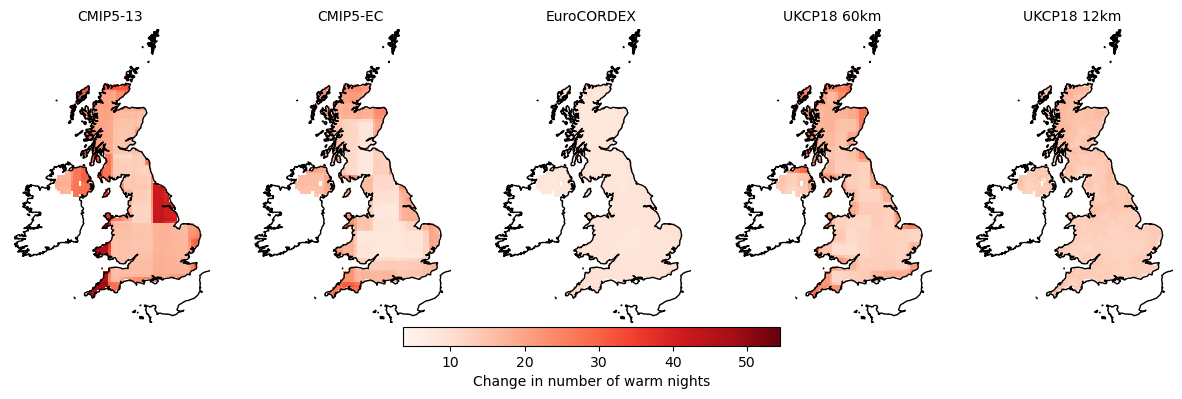 CMIP5-13 CMIP5-EC EuroCORDEX UKCP18 60km UKCP18 12km
10 20 30 40 50
Change in number of warm nights